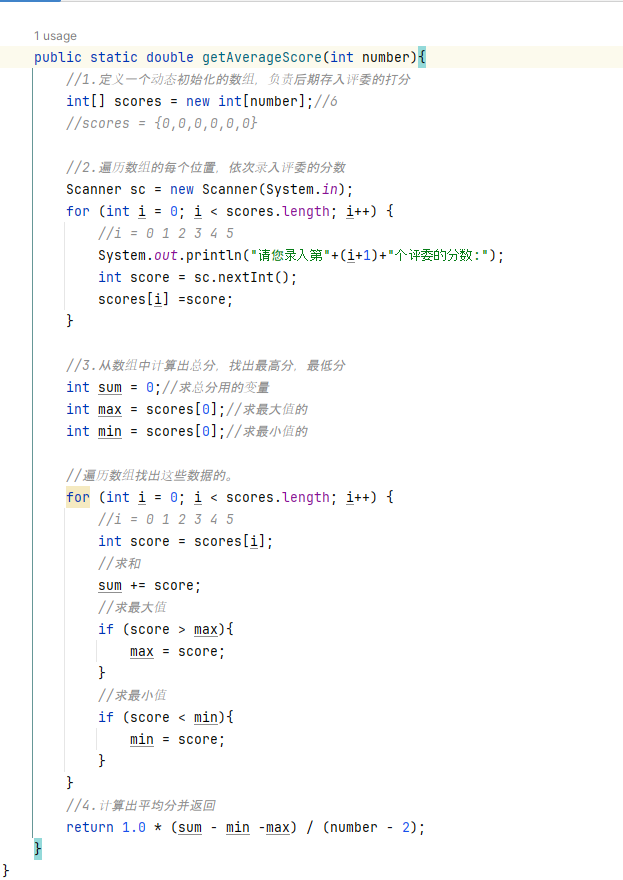 1 usage
public static double getAverageScore(int number){
//1.定义一个动态初始化的数组，负责后期存入评委的打分
int[] scores = new int[number];//6
//scores = {0,0,0,0,0,0}
//2.遍历数组的每个位置，依次录入评委的分数
Scanner sc = new Scanner(System.in);
for (int i = 0; i < scores.length; i++) {
//i = 0 1 2 3 4 5
System.out.println("请您录入第"+(i+1)+"个评委的分数:");
int score = sc.nextInt();
scores[i] =score;
}
//3.从数组中计算出总分，找出最高分，最低分
int sum = 0;//求总分用的变量
int max = scores[0];//求最大值的
int min = scores[0];//求最小值的
//遍历数组找出这些数据的。
for (int i = 0; i < scores.length; i++) {
//i = 0 1 2 3 4 5
int score = scores[i];
//求和
sum += score;
//求最大值
if (score > max){
max = score;
}
//求最小值
if (score < min){
min = score;
}
}
//4.计算出平均分并返回
return 1.0 * (sum - min -max) / (number - 2);
}
}